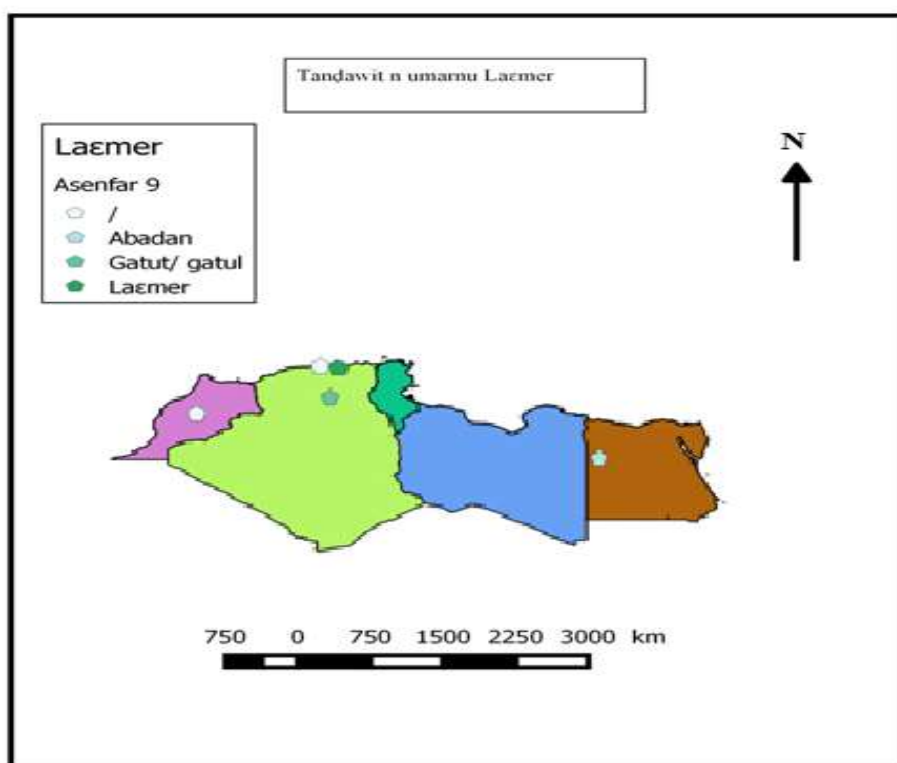 Tanḍawit n umarnu Laɛmer
Laɛmer
Asenfar 9
/
Abadan
Gatut/ gatul
Laɛmer
N
750 0 750 1500 2250 3000 km